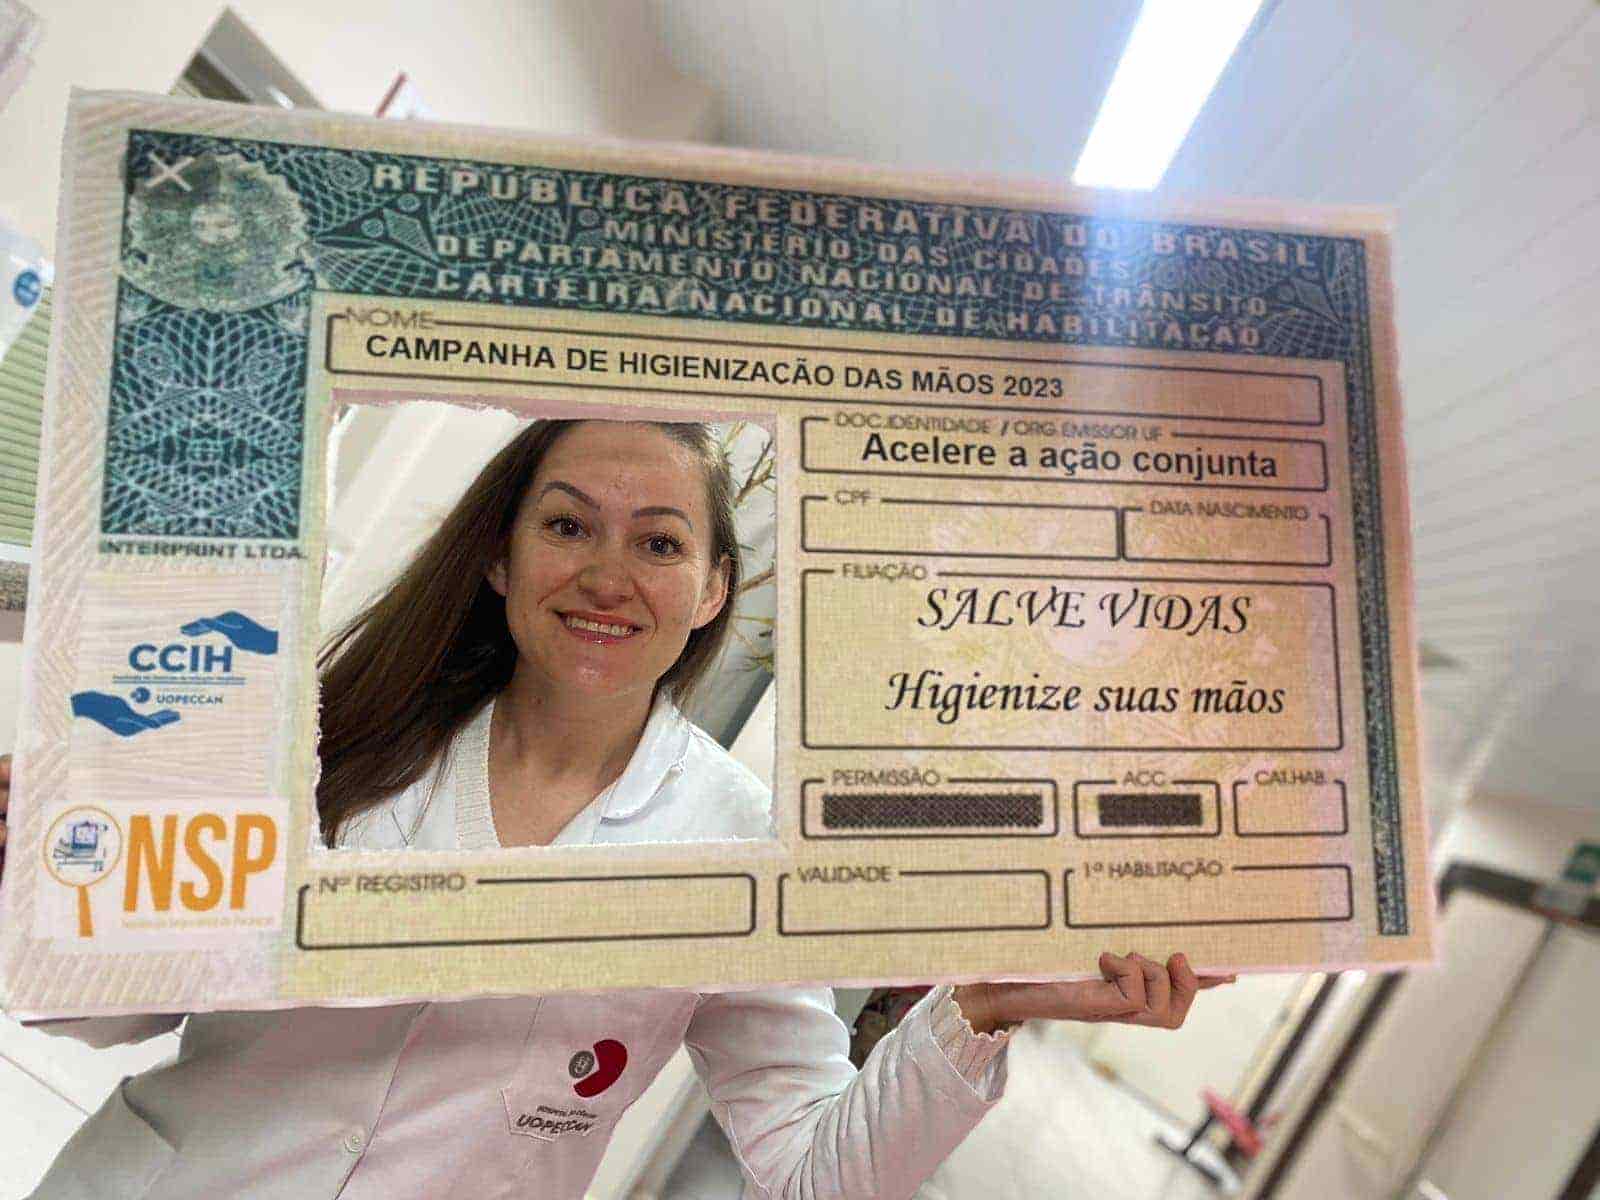 REPÚBLICA FEDERATIVA DO BRASIL
MINISTÉRIO DAS CIDADES
DEPARTAMENTO NACIONAL DE TRÂNSITO
CARTEIRA NACIONAL DE HABILITAÇÃO
NOME
CAMPANHA DE HIGIENIZAÇÃO DAS MÃOS 2023
DOC.IDENTIDADE / ORG.EMISSOR UF
Acelere a ação conjunta
CPF
DATA NASCIMENTO
INTERPRINT LTDA.
FILIAÇÃO
SALVE VIDAS
Higienize suas mãos
CCIH
UOPECCAN
PERMISSÃO
ACC
CAT.HAB.
NSP
Nº REGISTRO
VALIDADE
1ª HABILITAÇÃO
UOPECCAN